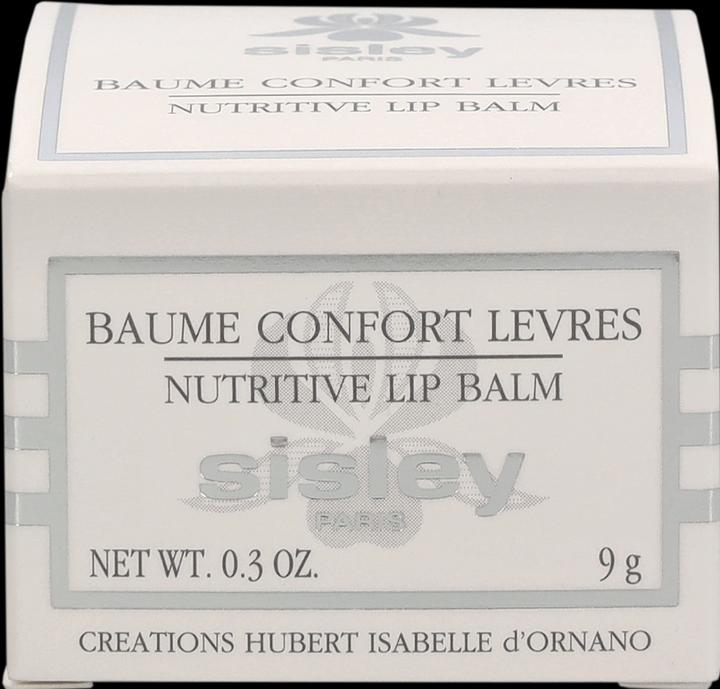 sisley
PARIS
BAUME CONFORT LEVRES
NUTRITIVE LIP BALM
BAUME CONFORT LEVRES
NUTRITIVE LIP BALM
sisley
PARIS
NET WT. 0.3 OZ. 9 g
CREATIONS HUBERT ISABELLE d'ORNANO